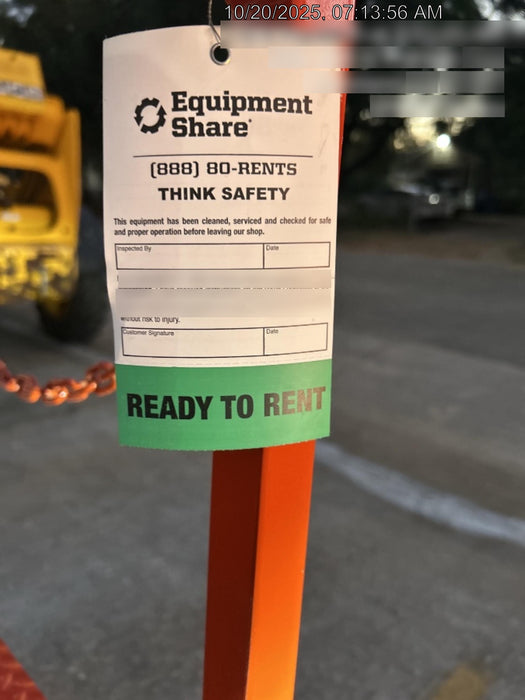 10/20/2025, 07:13:56 AM
Equipment
Share
(888) 80-RENTS
THINK SAFETY
This equipment has been cleaned, serviced and checked for safe
and proper operation before leaving our shop.
Inspected By
Date
without risk to injury.
Customer Signature
Date
READY TO RENT